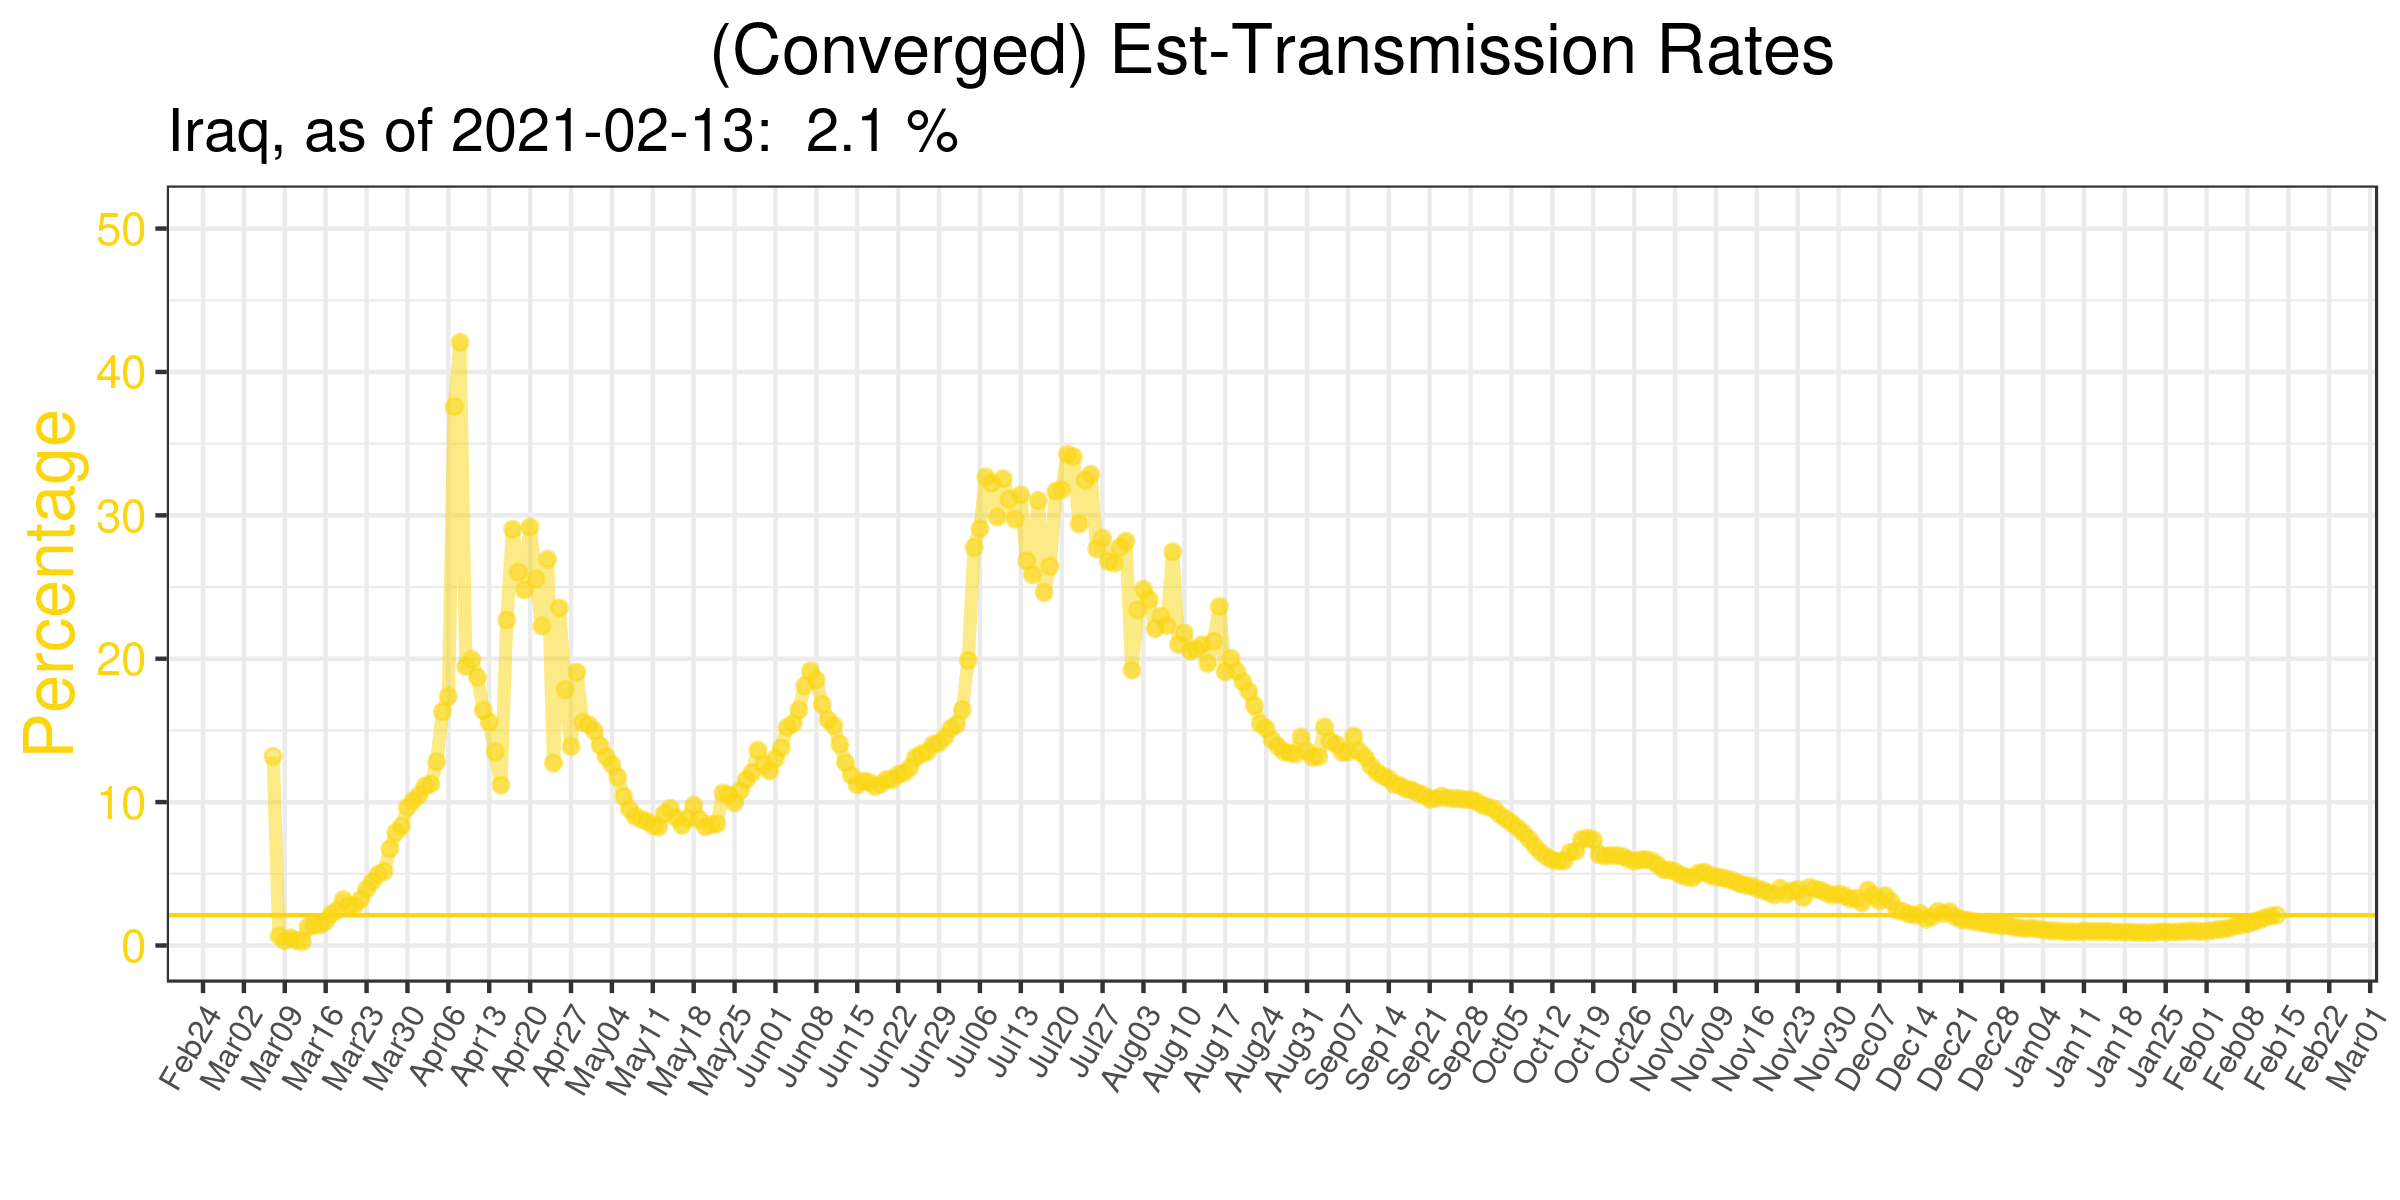 (Converged) Est-Transmission Rates
Iraq, as of 2021-02-13:  2.1 %
Percentage
50
40
30
20
10
0
Feb24
Mar02
Mar09
Mar16
Mar23
Mar30
Apr06
Apr13
Apr20
Apr27
May04
May11
May18
May25
Jun01
Jun08
Jun15
Jun22
Jun29
Jul06
Jul13
Jul20
Jul27
Aug03
Aug10
Aug17
Aug24
Aug31
Sep07
Sep14
Sep21
Sep28
Oct05
Oct12
Oct19
Oct26
Nov02
Nov09
Nov16
Nov23
Nov30
Dec07
Dec14
Dec21
Dec28
Jan04
Jan11
Jan18
Jan25
Feb01
Feb08
Feb15
Feb22
Mar01